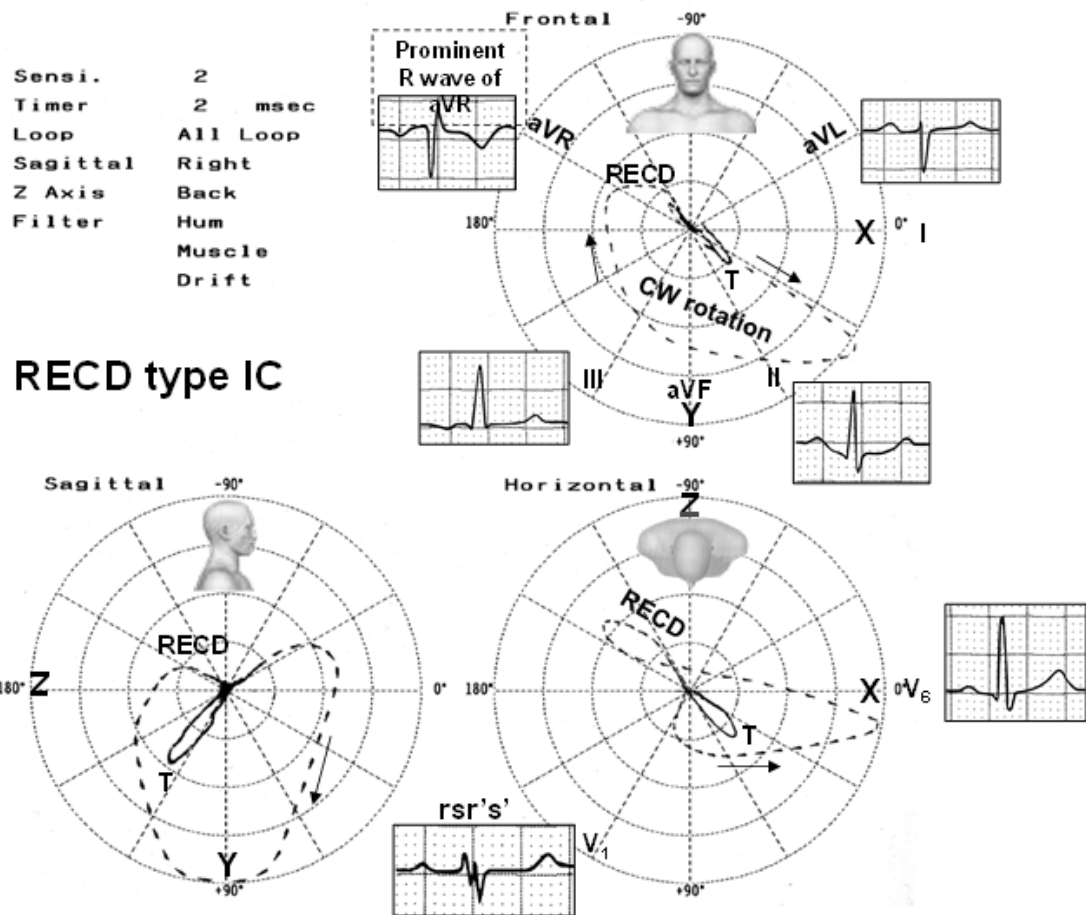 Frontal
-90°
Prominent
R wave of
aVR
Sensi. 2
Timer 2 msec
Loop All Loop
Sagittal Right
Z Axis Back
Filter Hum
Muscle
Drift
aVR
aVL
RECD
180°
X 0° I
T
CW rotation
RECD type IC
III
aVF
II
Y
+90°
Sagittal
-90°
Horizontal
-90°
Z
RECD
RECD
Z
180°
0°
180°
X 0° V6
T
T
rsr's'
Y
+90°
V1
+90°